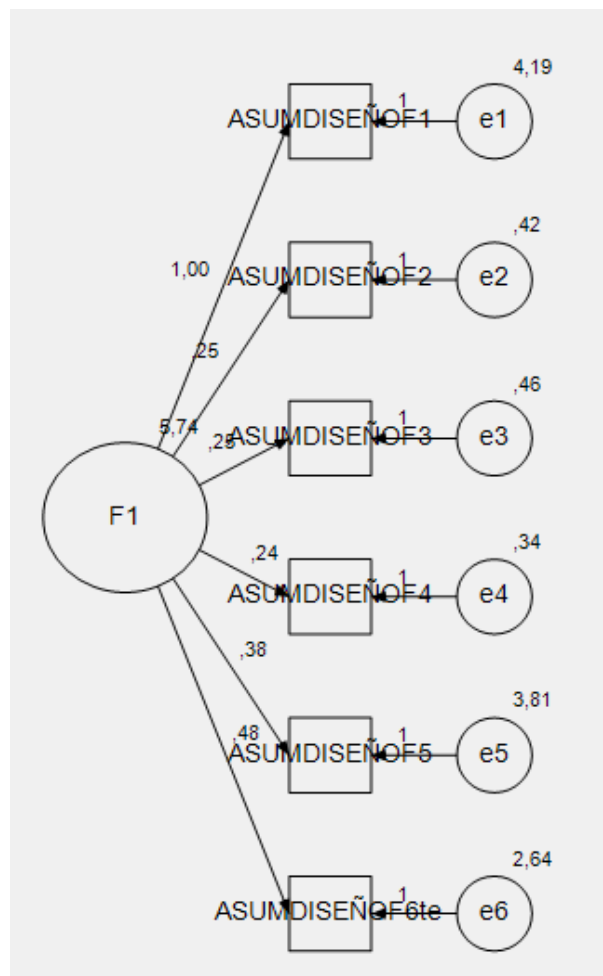 4,19
ASUMDISEÑOF1
1
e1
,42
1,00
ASUMDISEÑOF2
1
e2
,25
,46
5,74
,25
ASUMDISEÑOF3
1
e3
F1
,34
,24
ASUMDISEÑOF4
1
e4
,38
3,81
,48
ASUMDISEÑOF5
1
e5
2,64
ASUMDISEÑOF6te
1
e6